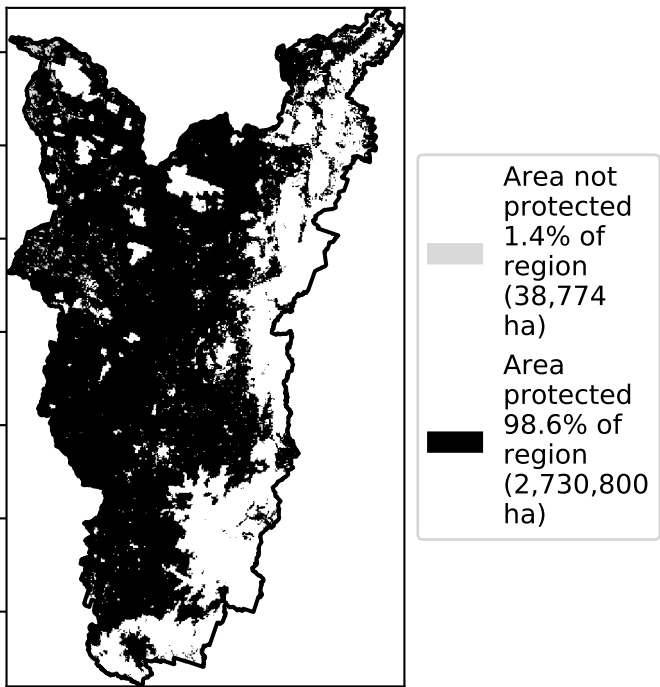 Area not
protected
1.4% of
region
(38,774
ha)
Area
protected
98.6% of
region
(2,730,800
ha)